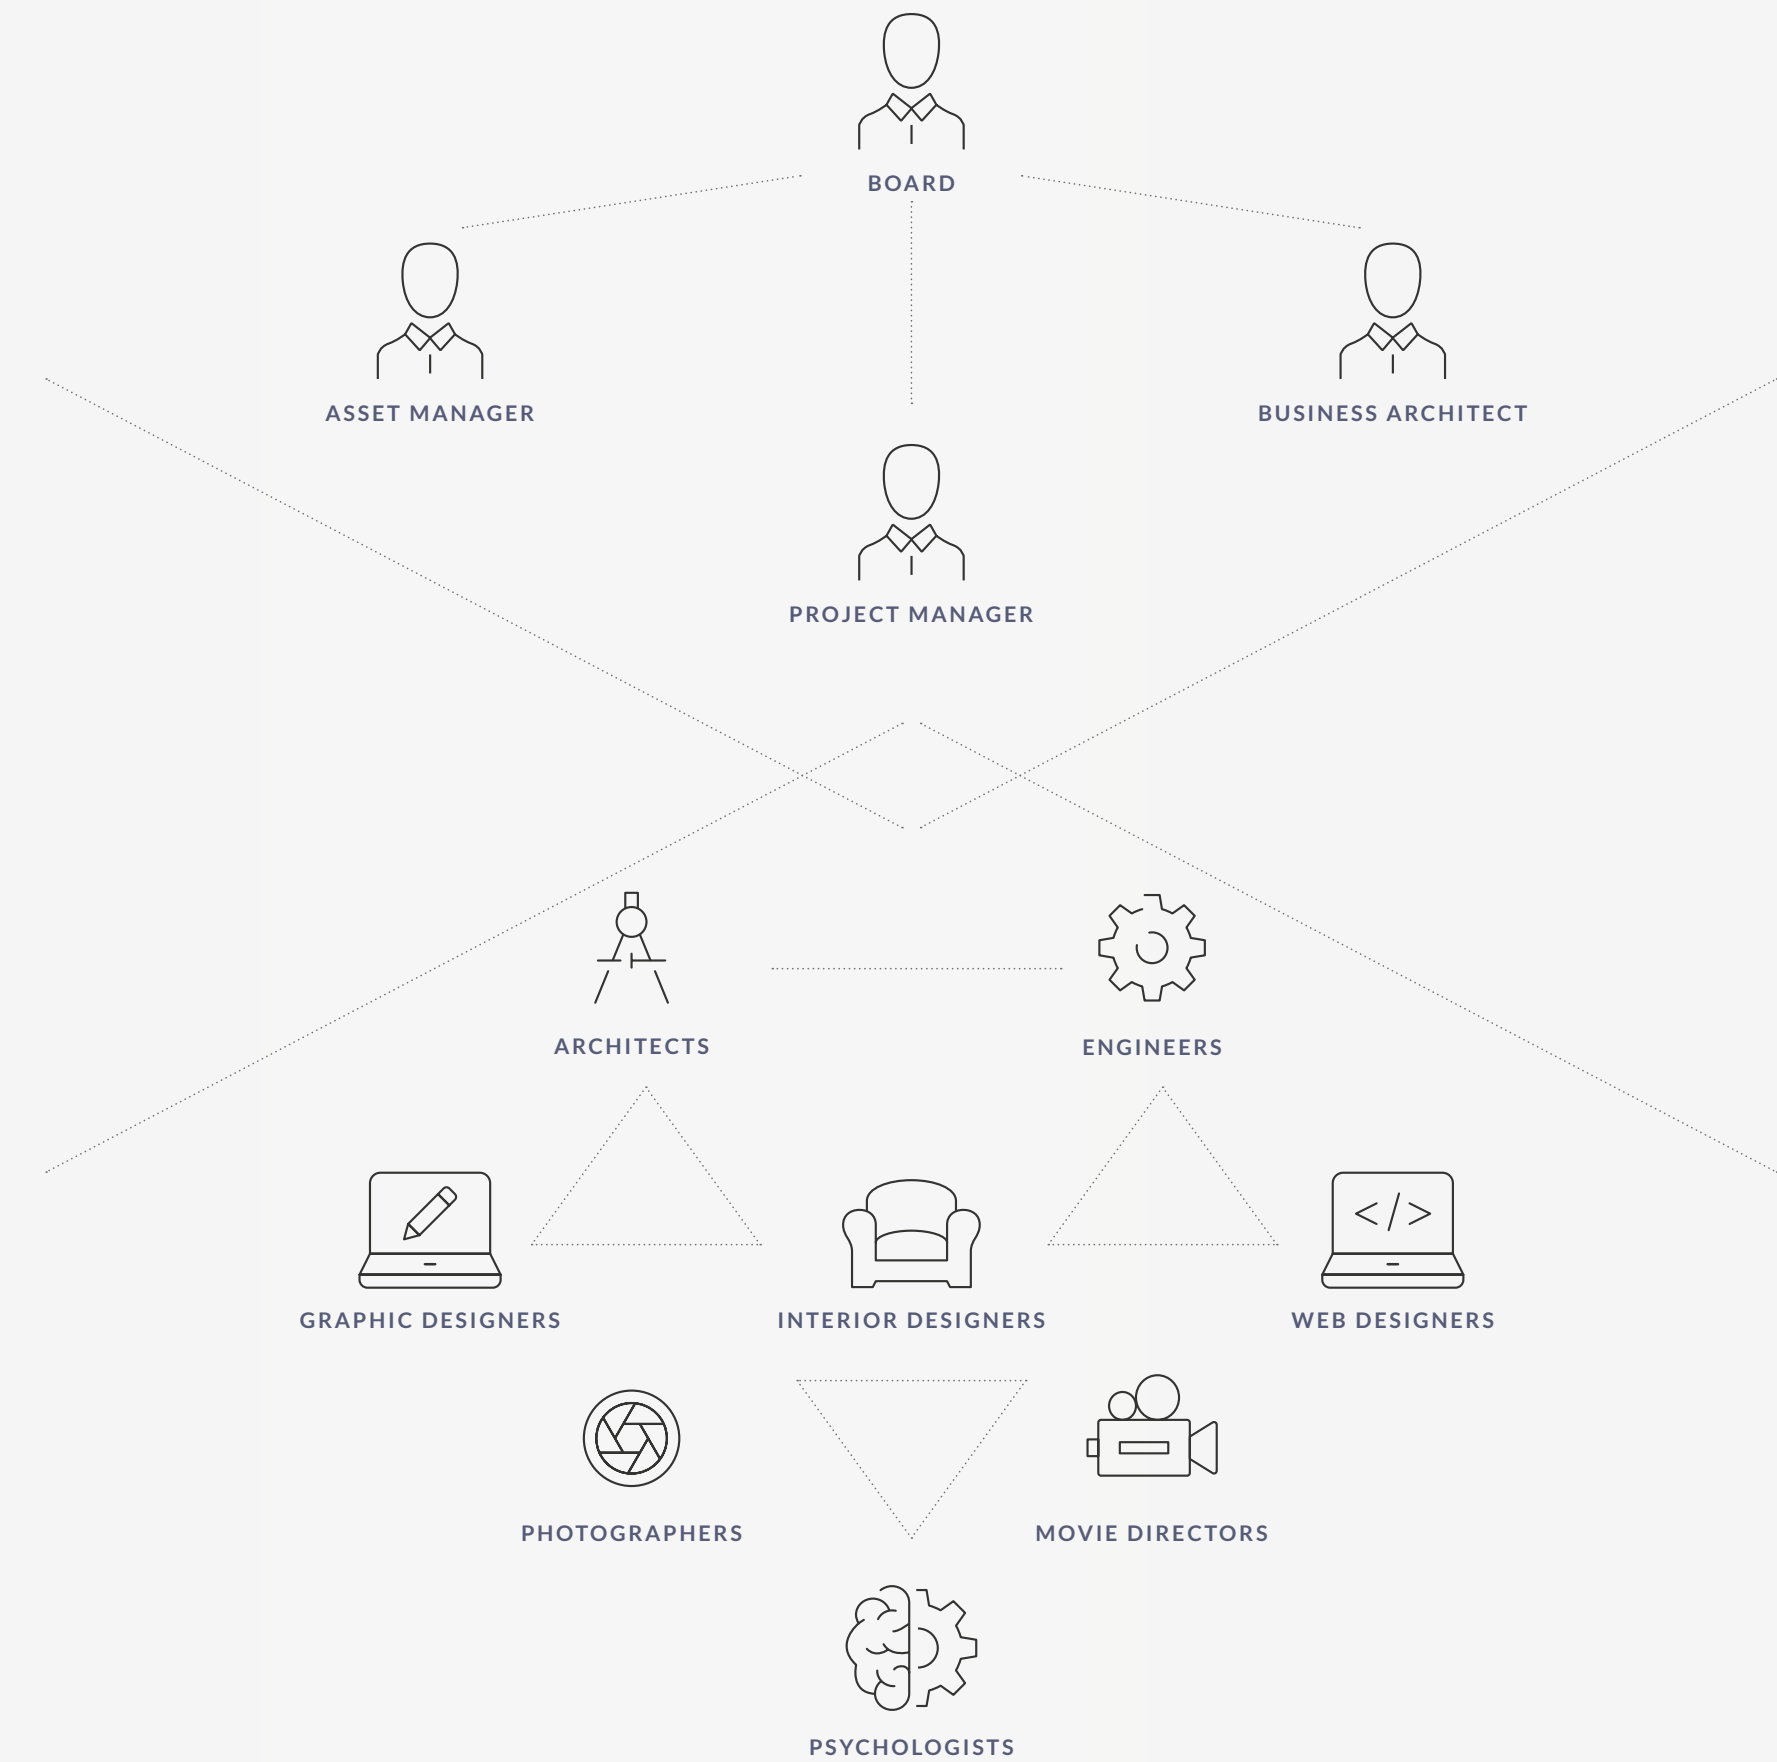 BOARD
ASSET MANAGER
BUSINESS ARCHITECT
PROJECT MANAGER
ARCHITECTS
ENGINEERS
</>
GRAPHIC DESIGNERS
INTERIOR DESIGNERS
WEB DESIGNERS
PHOTOGRAPHERS
MOVIE DIRECTORS
PSYCHOLOGISTS